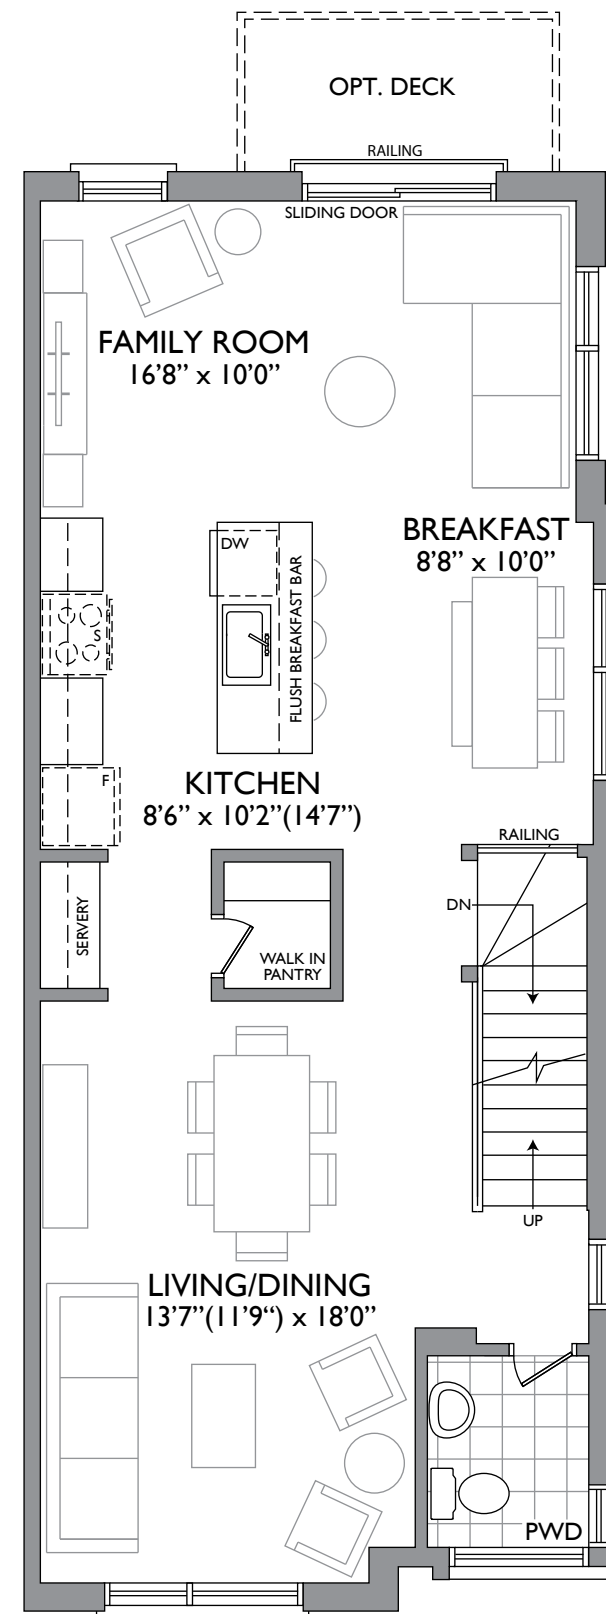 OPT. DECK
RAILING
SLIDING DOOR
FAMILY ROOM
16’8” x 10’0”
BREAKFAST
8’8” x 10’0”
DW
FLUSH BREAKFAST BAR
S
F
KITCHEN
8’6” x 10’2”(14’7”)
RAILING
SERVERY
WALK IN
PANTRY
DN
UP
LIVING/DINING
13’7”(11’9“) x 18’0”
PWD